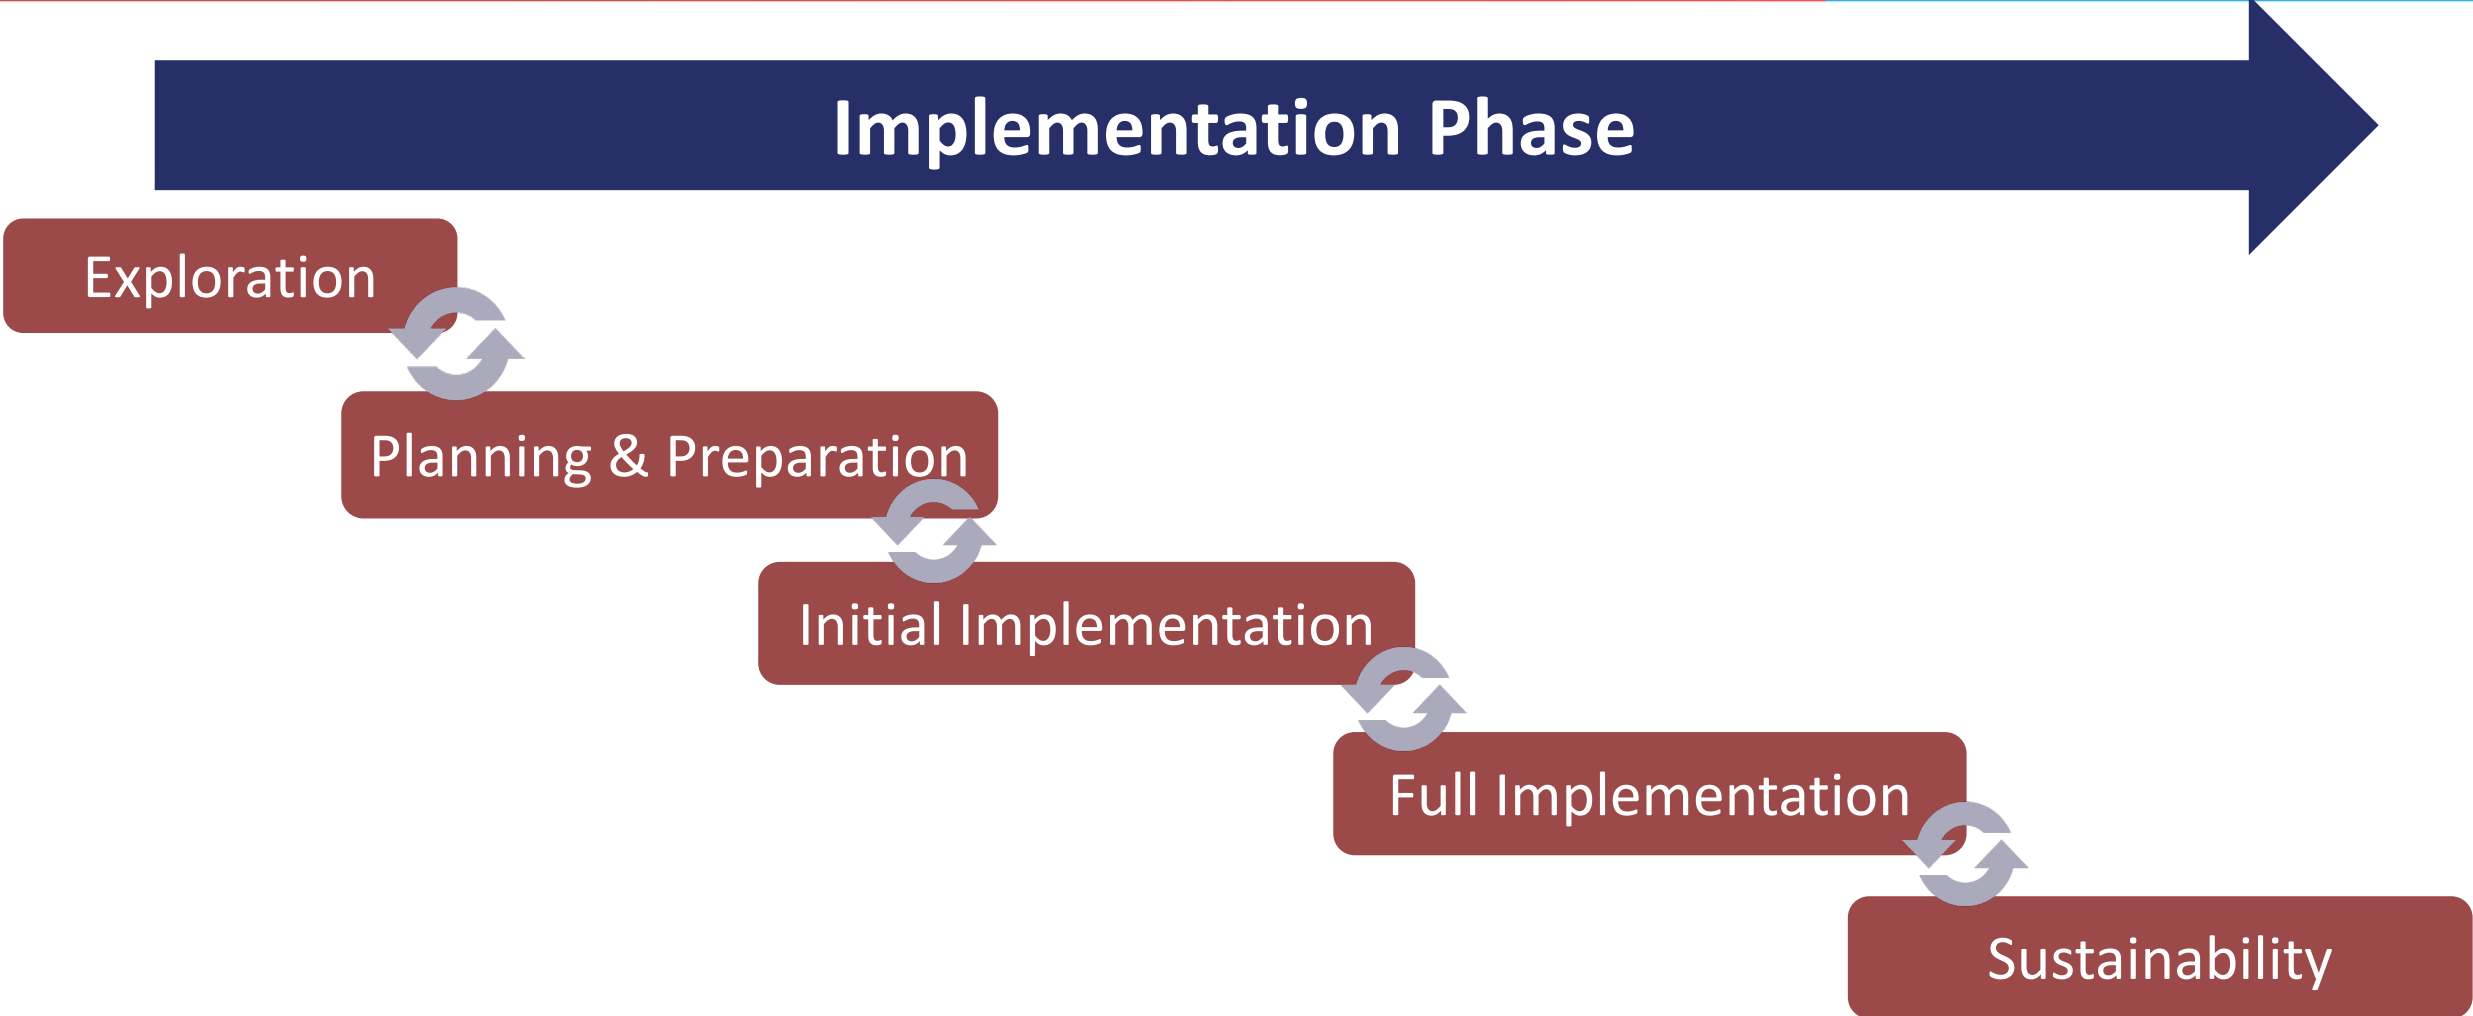 Implementation Phase
Exploration
Planning & Preparation
Initial Implementation
Full Implementation
Sustainability